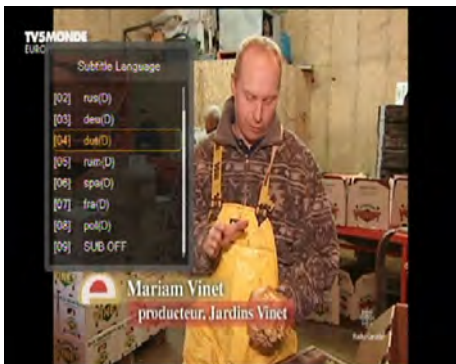 TV5MONDE
EURO
Subtitle Language
[02] rus(D)
[03] deu(D)
[04] dut(D)
[05] rum(D)
[06] spa(D)
[07] fra(D)
[08] pol(D)
[09] SUB OFF
Mariam Vinet
producteur, Jardins Vinet